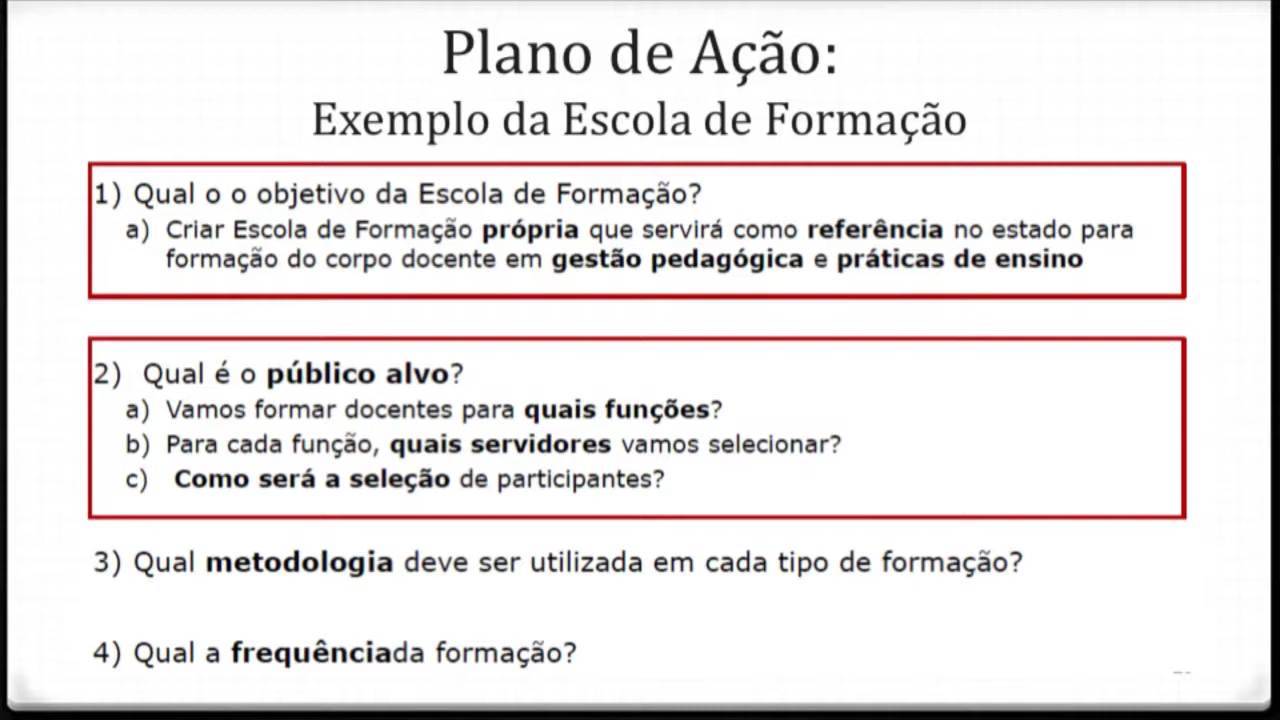 Plano de Ação:
Exemplo da Escola de Formação
1) Qual o o objetivo da Escola de Formação?
a) Criar Escola de Formação própria que servirá como referência no estado para
formação do corpo docente em gestão pedagógica e práticas de ensino
2) Qual é o público alvo?
a) Vamos formar docentes para quais funções?
b) Para cada função, quais servidores vamos selecionar?
c) Como será a seleção de participantes?
3) Qual metodologia deve ser utilizada em cada tipo de formação?
4) Qual a frequênciada formação?